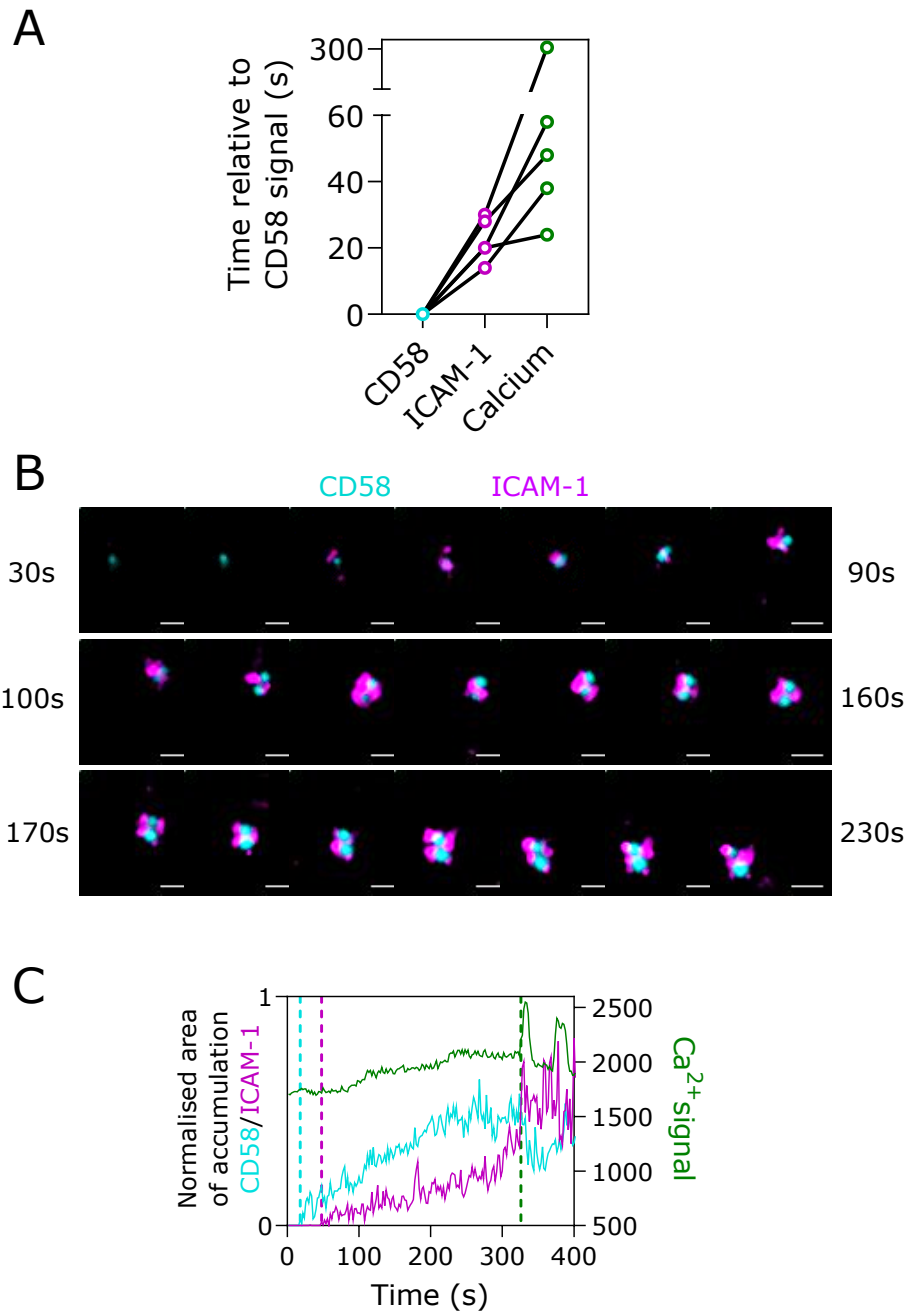 A
Time relative to
CD58 signal (s)
300
60
40
20
0
CD58
ICAM-1
Calcium
B
CD58 ICAM-1
30s 90s
100s 160s
170s 230s
C
Normalised area
of accumulation
CD58/ICAM-1
1
0
2500
2000
1500
1000
500
Ca²⁺signal
0 100 200 300 400
Time (s)